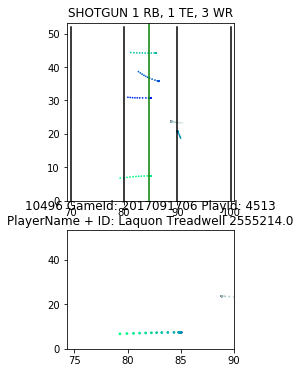 SHOTGUN 1 RB, 1 TE, 3 WR
50
40
30
20
10
0
70 80 90 100
10496 GameId: 2017091706 PlayId: 4513
PlayerName + ID: Laquon Treadwell 2555214.0
40
20
0
75 80 85 90